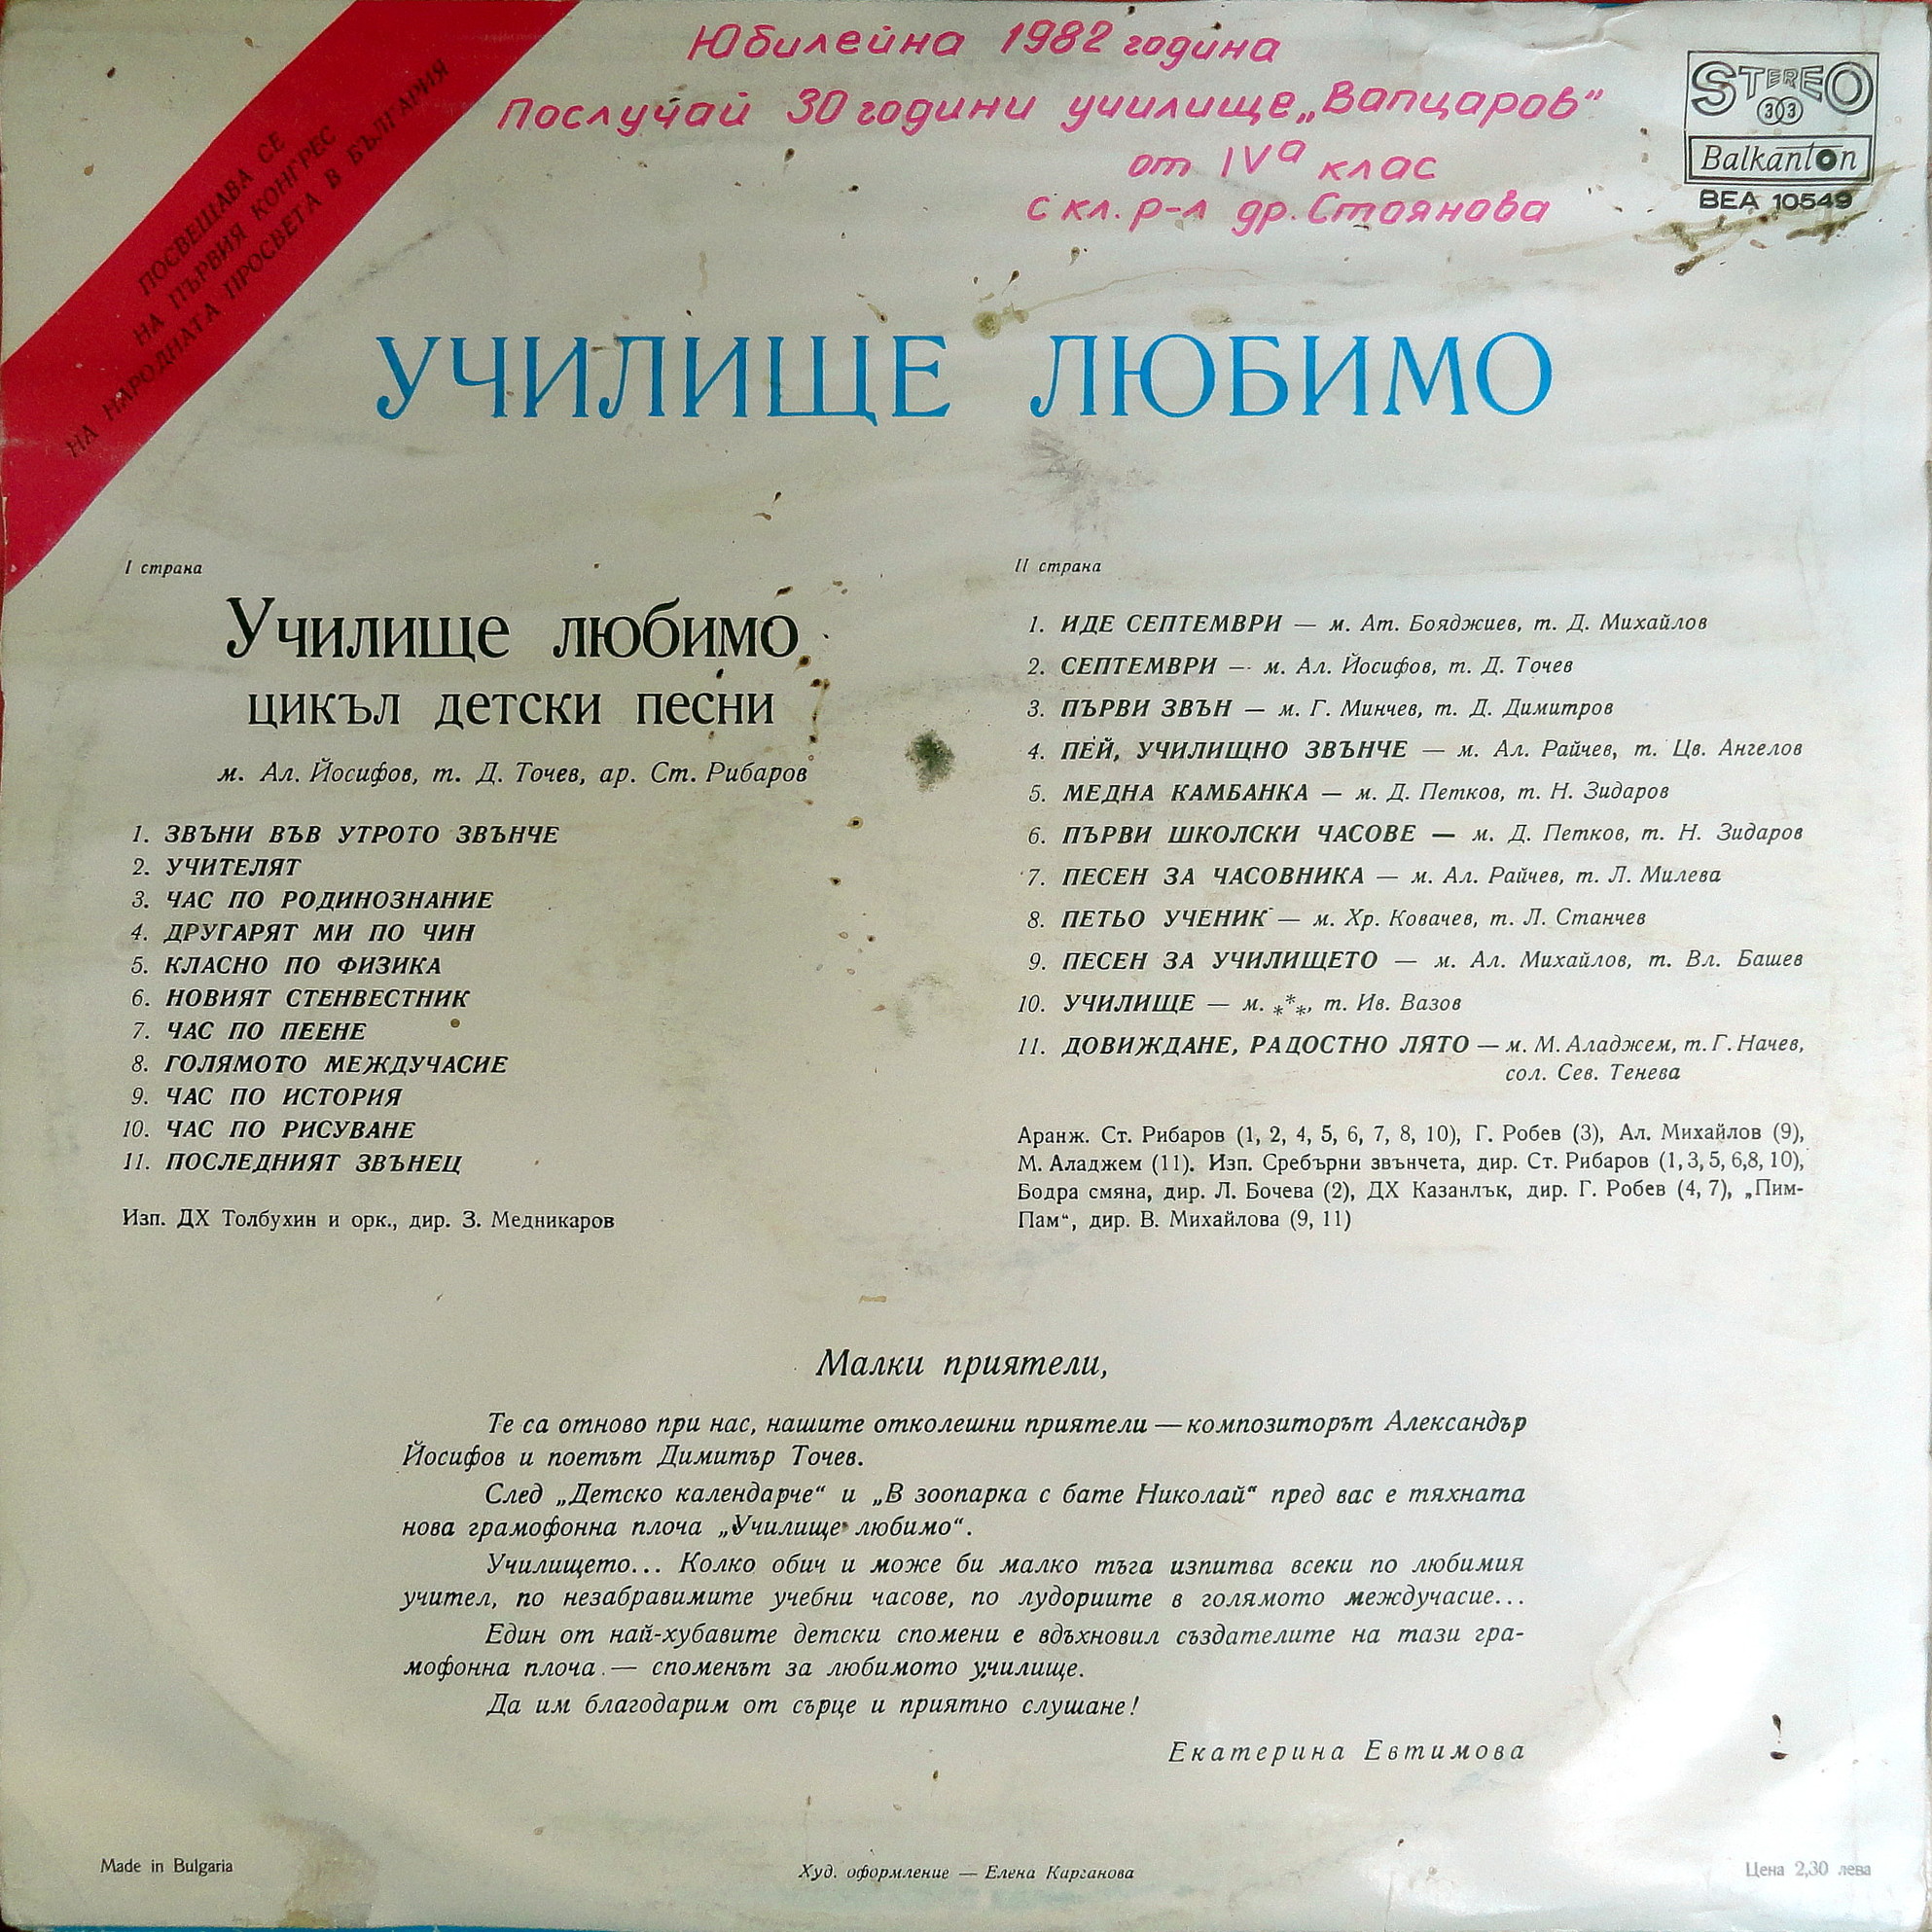 Юбилейна 1982 година
Послучай 30 години училище „Вапцаров"
от IVа клас
с кл. р-л др. Стоянова
STEREO
33
Balkanton
ВЕА 10549
ПОСВЕЩАВА СЕ
НА ПЪРВИЯ КОНГРЕС
НА НАРОДНАТА ПРОСВЕТА В БЪЛГАРИЯ
УЧИЛИЩЕ ЛЮБИМО
I страна
Училище любимо
цикъл детски песни
м. Ал. Йосифов, т. Д. Точев, ар. Ст. Рибаров
1. ЗВЪНИ ВЪВ УТРОТО ЗВЪНЧЕ
2. УЧИТЕЛЯТ
3. ЧАС ПО РОДИНОЗНАНИЕ
4. ДРУГАРЯТ МИ ПО ЧИН
5. КЛАСНО ПО ФИЗИКА
6. НОВИЯТ СТЕНВЕСТНИК
7. ЧАС ПО ПЕЕНЕ
8. ГОЛЯМОТО МЕЖДУЧАСИЕ
9. ЧАС ПО ИСТОРИЯ
10. ЧАС ПО РИСУВАНЕ
11. ПОСЛЕДНИЯТ ЗВЪНЕЦ
Изп. ДХ Толбухин и орк., дир. З. Медникаров
II страна
1. ИДЕ СЕПТЕМВРИ — м. Ат. Бояджиев, т. Д. Михайлов
2. СЕПТЕМВРИ — м. Ал. Йосифов, т. Д. Точев
3. ПЪРВИ ЗВЪН — м. Г. Минчев, т. Д. Димитров
4. ПЕЙ, УЧИЛИЩНО ЗВЪНЧЕ — м. Ал. Райчев, т. Цв. Ангелов
5. МЕДНА КАМБАНКА — м. Д. Петков, т. Н. Зидаров
6. ПЪРВИ ШКОЛСКИ ЧАСОВЕ — м. Д. Петков, т. Н. Зидаров
7. ПЕСЕН ЗА ЧАСОВНИКА — м. Ал. Райчев, т. Л. Милева
8. ПЕТЬО УЧЕНИК — м. Хр. Ковачев, т. Л. Станчев
9. ПЕСЕН ЗА УЧИЛИЩЕТО — м. Ал. Михайлов, т. Вл. Башев
10. УЧИЛИЩЕ — м. ***, т. Ив. Вазов
11. ДОВИЖДАНЕ, РАДОСТНО ЛЯТО — м. М. Аладжем, т. Г. Начев,
сол. Сев. Тенева
Аранж. Ст. Рибаров (1, 2, 4, 5, 6, 7, 8, 10), Г. Робев (3), Ал. Михайлов (9),
М. Аладжем (11). Изп. Сребърни звънчета, дир. Ст. Рибаров (1, 3, 5, 6,8, 10),
Бодра смяна, дир. Л. Бочева (2), ДХ Казанлък, дир. Г. Робев (4, 7), „Пим-
Пам“, дир. В. Михайлова (9, 11)
Малки приятели,
Те са отново при нас, нашите отколешни приятели — композиторът Александър
Йосифов и поетът Димитър Точев.
След „Детско календарче“ и „В зоопарка с бате Николай“ пред вас е тяхната
нова грамофонна плоча „Училище любимо“.
Училището... Колко обич и може би малко тъга изпитва всеки по любимия
учител, по незабравимите учебни часове, по лудориите в голямото междучасие...
Един от най-хубавите детски спомени е вдъхновил създателите на тази гра-
мофонна плоча — споменът за любимото училище.
Да им благодарим от сърце и приятно слушане!
Екатерина Евтимова
Made in Bulgaria
Худ. оформление — Елена Карганова
Цена 2,30 лева